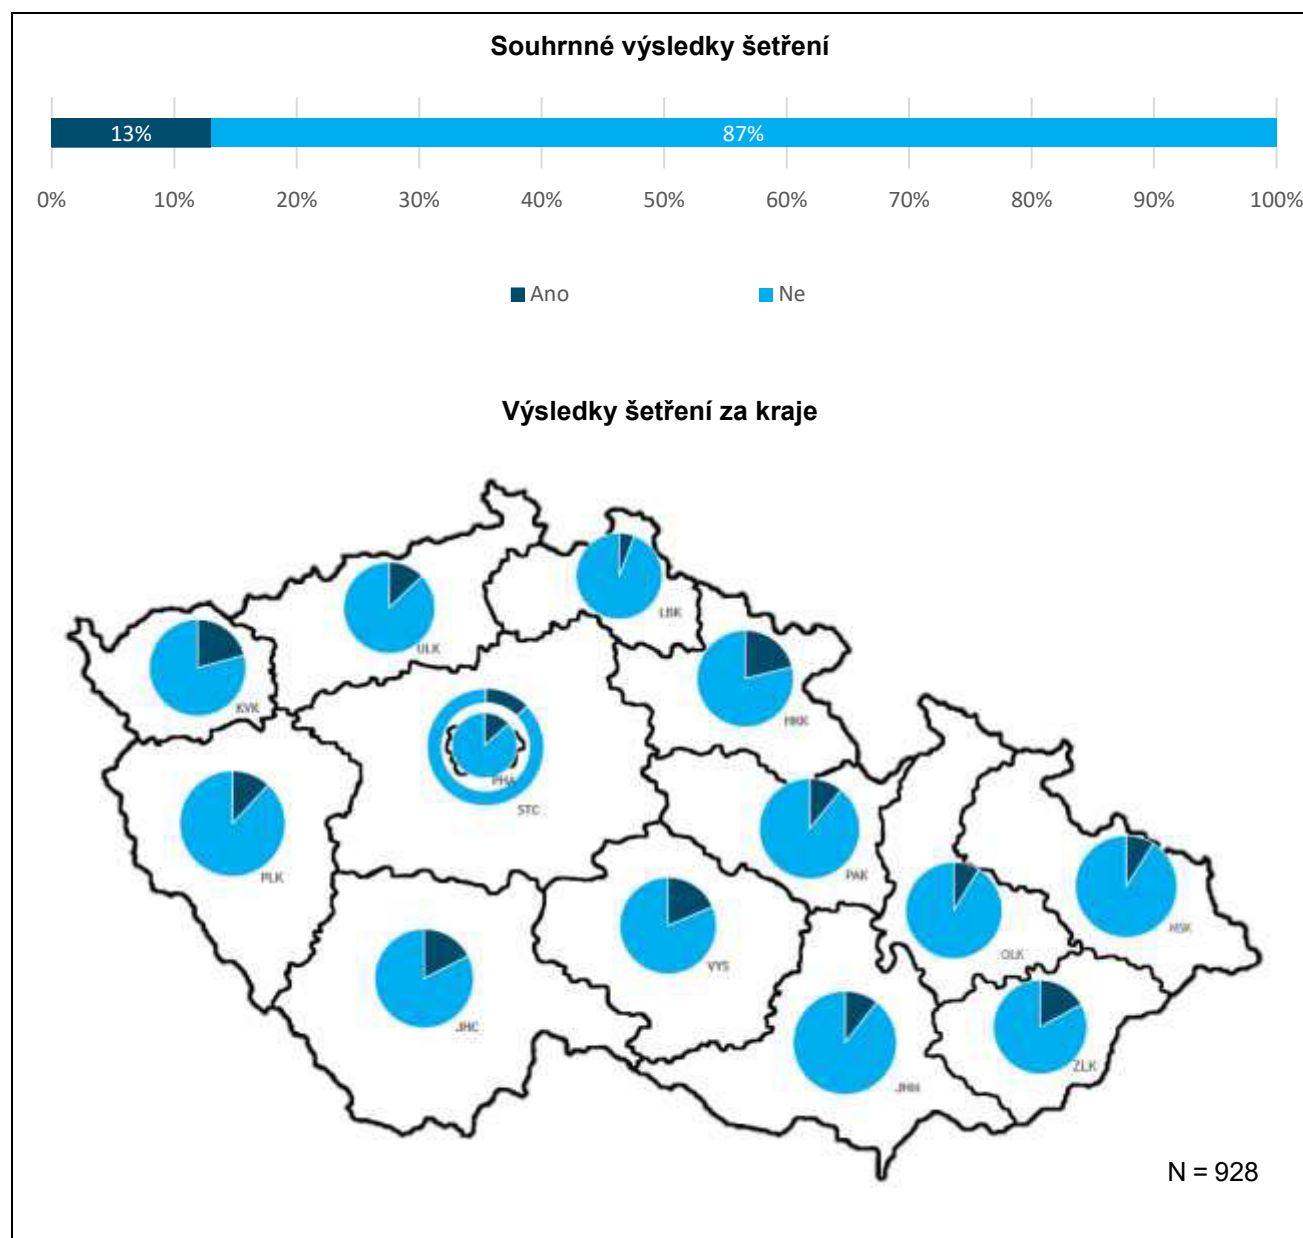 Souhrnné výsledky šetření
13% 87%
0% 10% 20% 30% 40% 50% 60% 70% 80% 90% 100%
Ano Ne
Výsledky šetření za kraje
LBK
ULK
KVK
HKK
PHA
STC
PLK
PAK
MSK
OLK
VYS
JHC
ZLK
JHM
N = 928